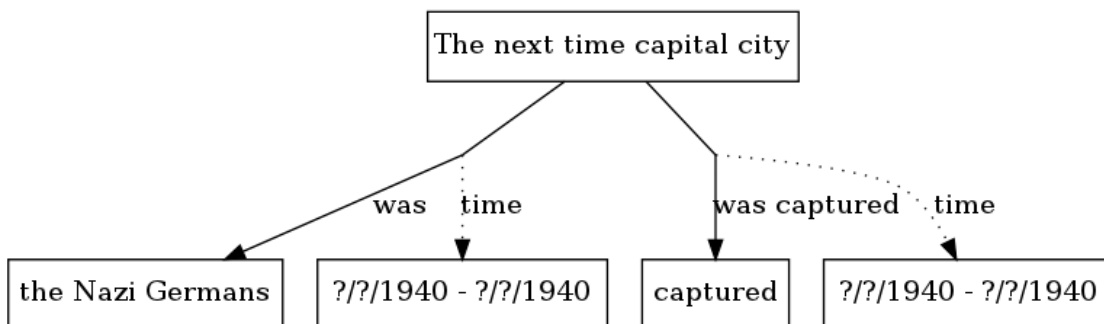 The next time capital city
was
time
was captured
time
the Nazi Germans
?/?/1940 - ?/?/1940
captured
?/?/1940 - ?/?/1940